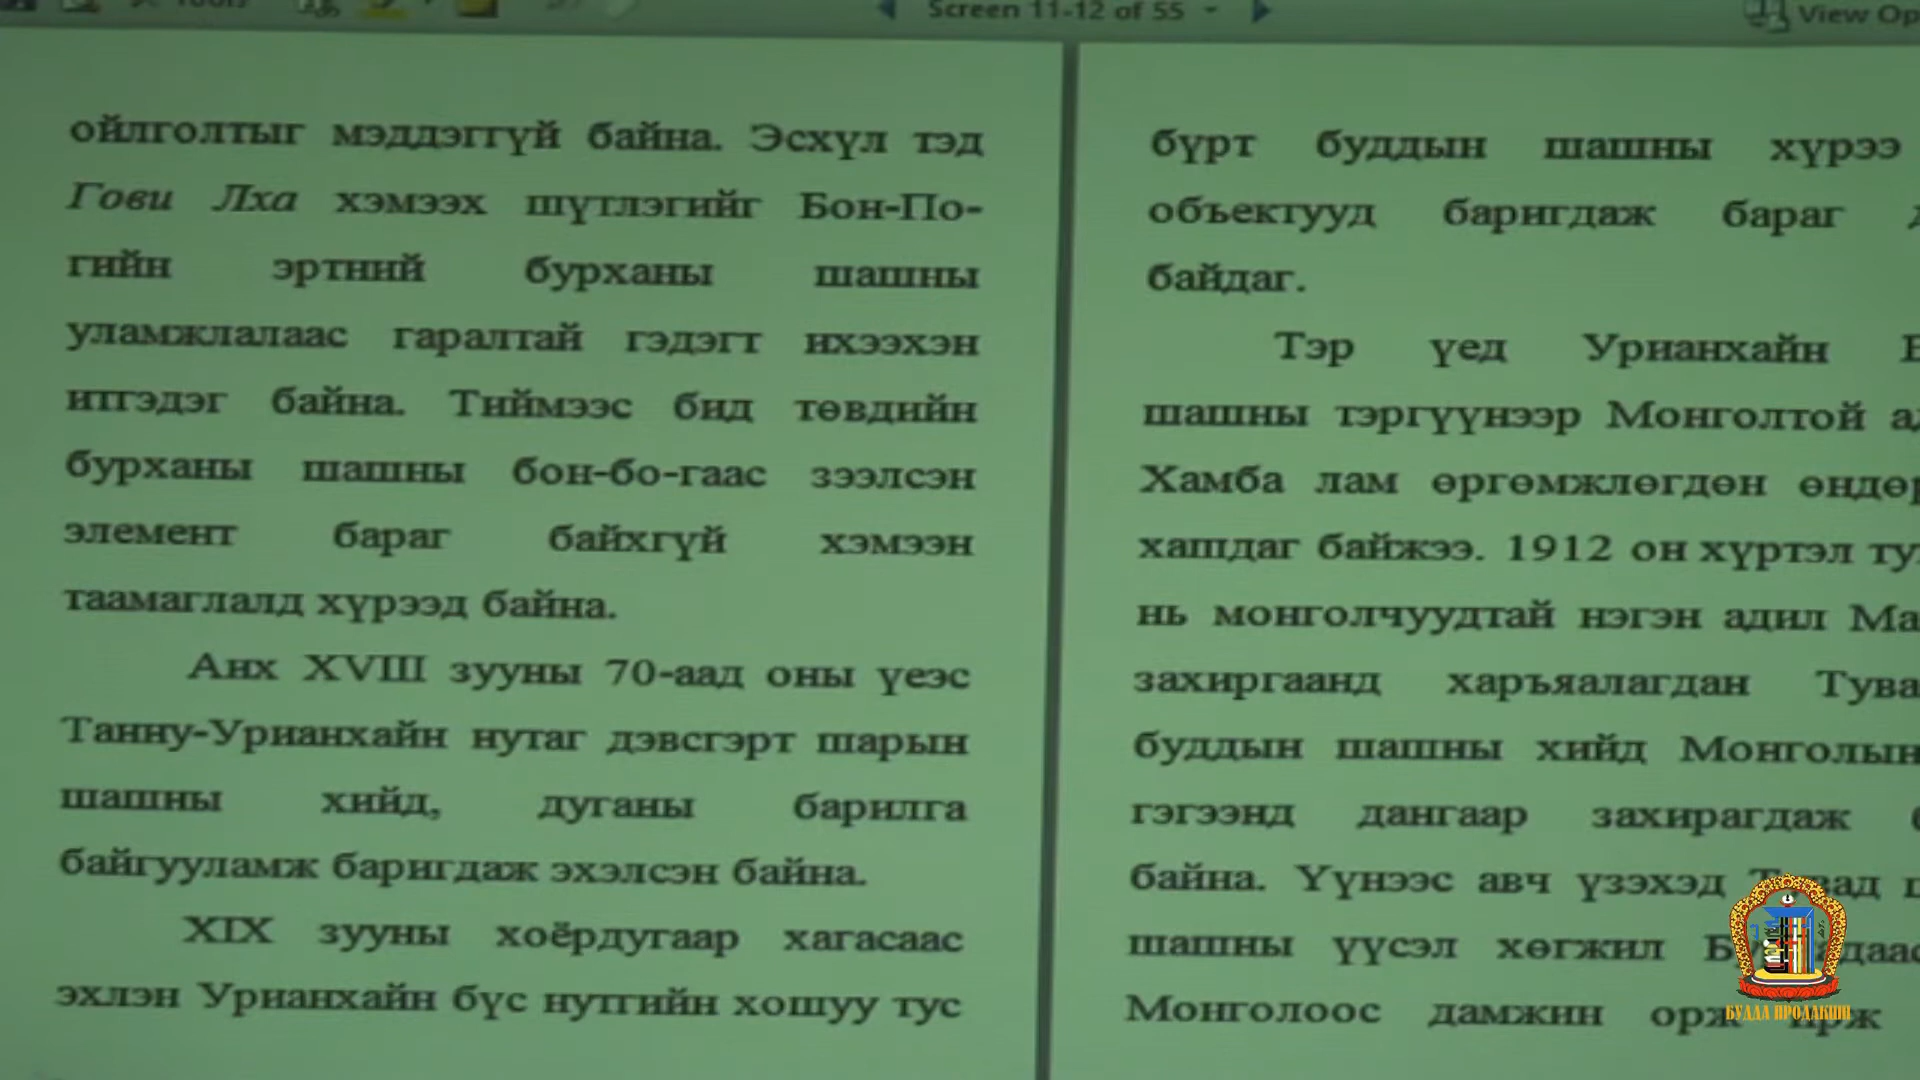 Tools
Screen 11-12 of 55
View Op
ойлголтыг мэддэггүй байна. Эсхүл тэд
Гови Лха хэмээх шүтлэгийг Бон-По-
гийн эртний бурханы шашны
уламжлалаас гаралтай гэдэгт ихээхэн
итгэдэг байна. Тиймээс бид төвдийн
бурханы шашны бон-бо-гаас зээлсэн
элемент бараг байхгүй хэмээн
таамаглалд хүрээд байна.
Анх XVIII зууны 70-аад оны үеэс
Танну-Урианхайн нутаг дэвсгэрт шарын
шашны хийд, дуганы барилга
байгууламж баригдаж эхэлсэн байна.
XIX зууны хоёрдугаар хагасаас
эхлэн Урианхайн бүс нутгийн хошуу тус
бүрт буддын шашны хүрээ
объектууд баригдаж бараг
байдаг.
Тэр үед Урианхайн
шашны тэргүүнээр Монголтой
Хамба лам өргөмжлөгдөн
хашдаг байжээ. 1912 он хүртэл
нь монголчуудтай нэгэн адил
захиргаанд харъяалагдан Тува
буддын шашны хийд Монголын
гэгээнд дангаар захирагдаж
байна. Үүнээс авч үзэхэд
шашны үүсэл хөгжил
Монголоос дамжин орж ирж
БУДДА ПРОДАКШН